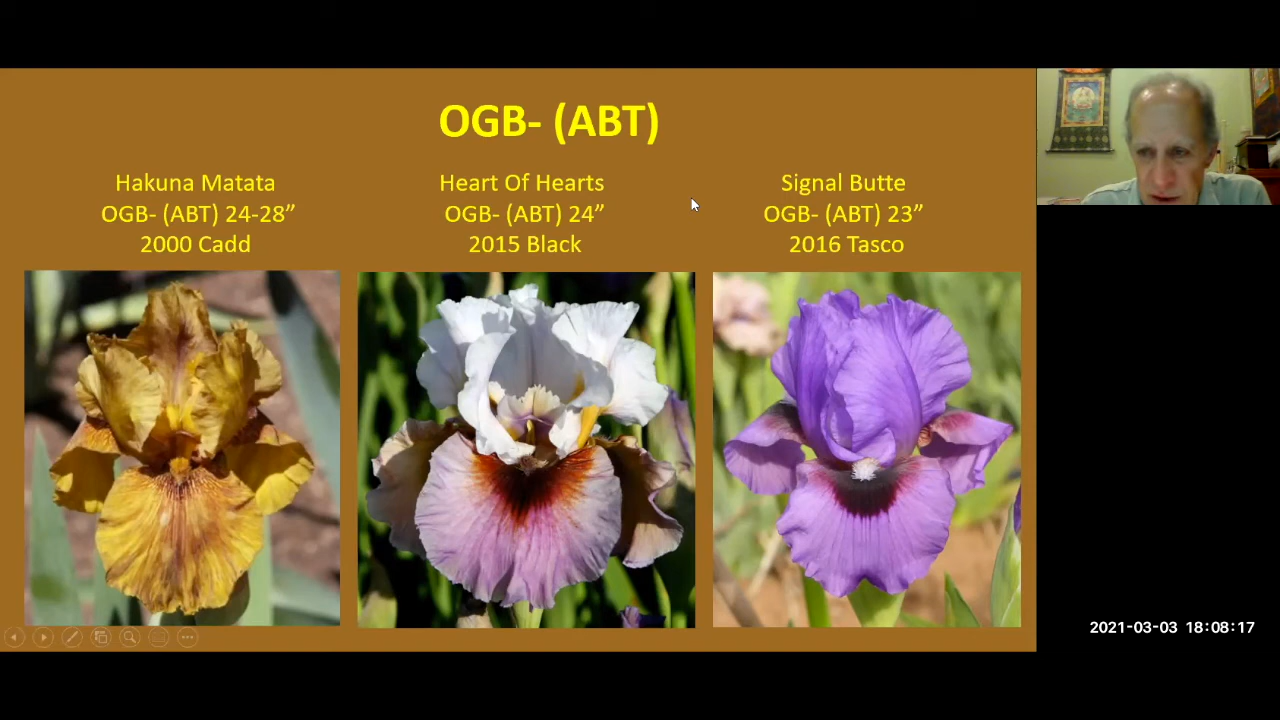 OGB- (ABT)
Hakuna Matata
OGB- (ABT) 24-28”
2000 Cadd
Heart Of Hearts
OGB- (ABT) 24”
2015 Black
Signal Butte
OGB- (ABT) 23”
2016 Tasco
2021-03-03 18:08:17